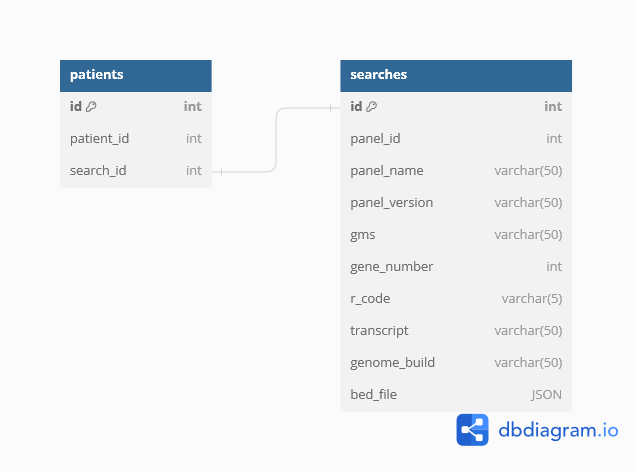 patients
id int
patient_id int
search_id int
searches
id int
panel_id int
panel_name varchar(50)
panel_version varchar(50)
gms varchar(50)
gene_number int
r_code varchar(5)
transcript varchar(50)
genome_build varchar(50)
bed_file JSON
dbdiagram.io